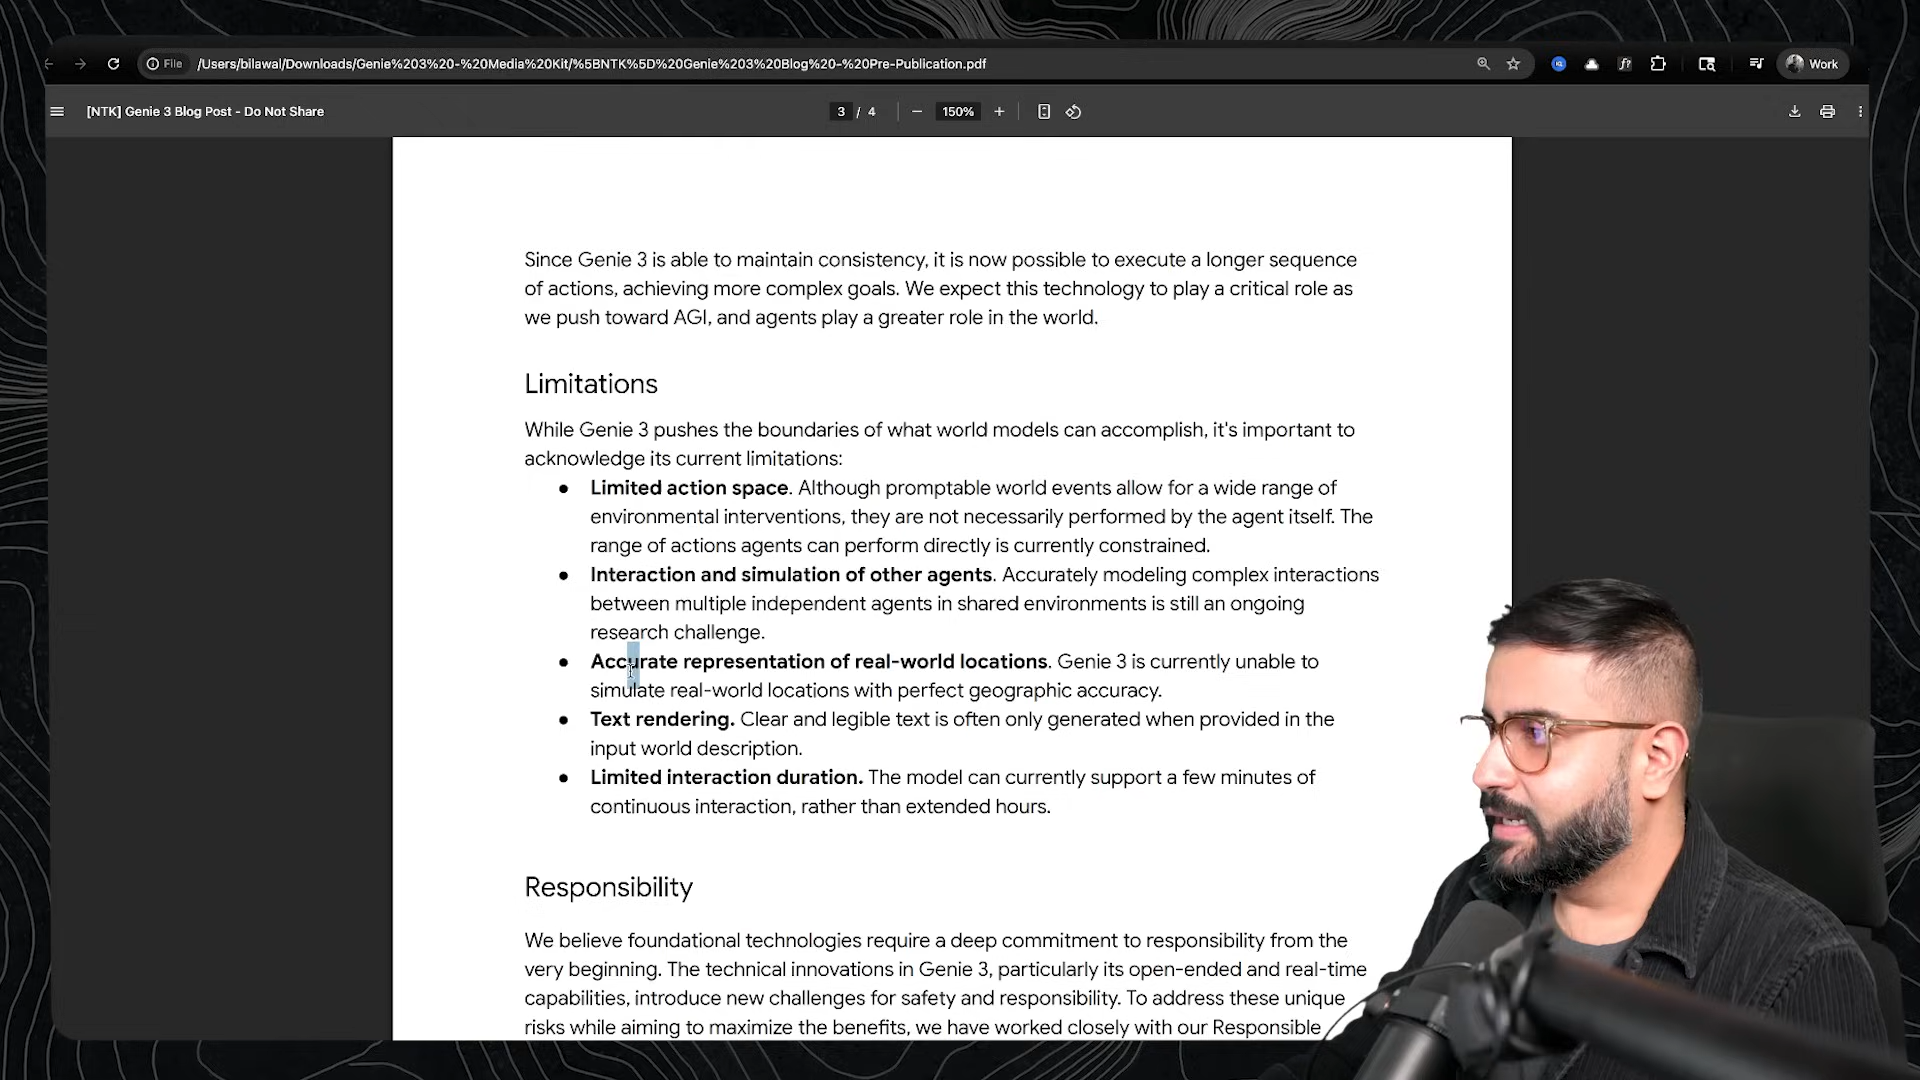 File
/Users/bilawal/Downloads/Genie%203%20-%20Media%20Kit/%5BNTK%5D%20Genie%203%20Blog%20-%20Pre-Publication.pdf
Work
[NTK] Genie 3 Blog Post - Do Not Share
3 / 4
150%
Since Genie 3 is able to maintain consistency, it is now possible to execute a longer sequence
of actions, achieving more complex goals. We expect this technology to play a critical role as
we push toward AGI, and agents play a greater role in the world.
Limitations
While Genie 3 pushes the boundaries of what world models can accomplish, it's important to
acknowledge its current limitations:
● Limited action space. Although promptable world events allow for a wide range of
environmental interventions, they are not necessarily performed by the agent itself. The
range of actions agents can perform directly is currently constrained.
● Interaction and simulation of other agents. Accurately modeling complex interactions
between multiple independent agents in shared environments is still an ongoing
research challenge.
● Accurate representation of real-world locations. Genie 3 is currently unable to
simulate real-world locations with perfect geographic accuracy.
● Text rendering. Clear and legible text is often only generated when provided in the
input world description.
● Limited interaction duration. The model can currently support a few minutes of
continuous interaction, rather than extended hours.
Responsibility
We believe foundational technologies require a deep commitment to responsibility from the
very beginning. The technical innovations in Genie 3, particularly its open-ended and real-time
capabilities, introduce new challenges for safety and responsibility. To address these unique
risks while aiming to maximize the benefits, we have worked closely with our Responsible